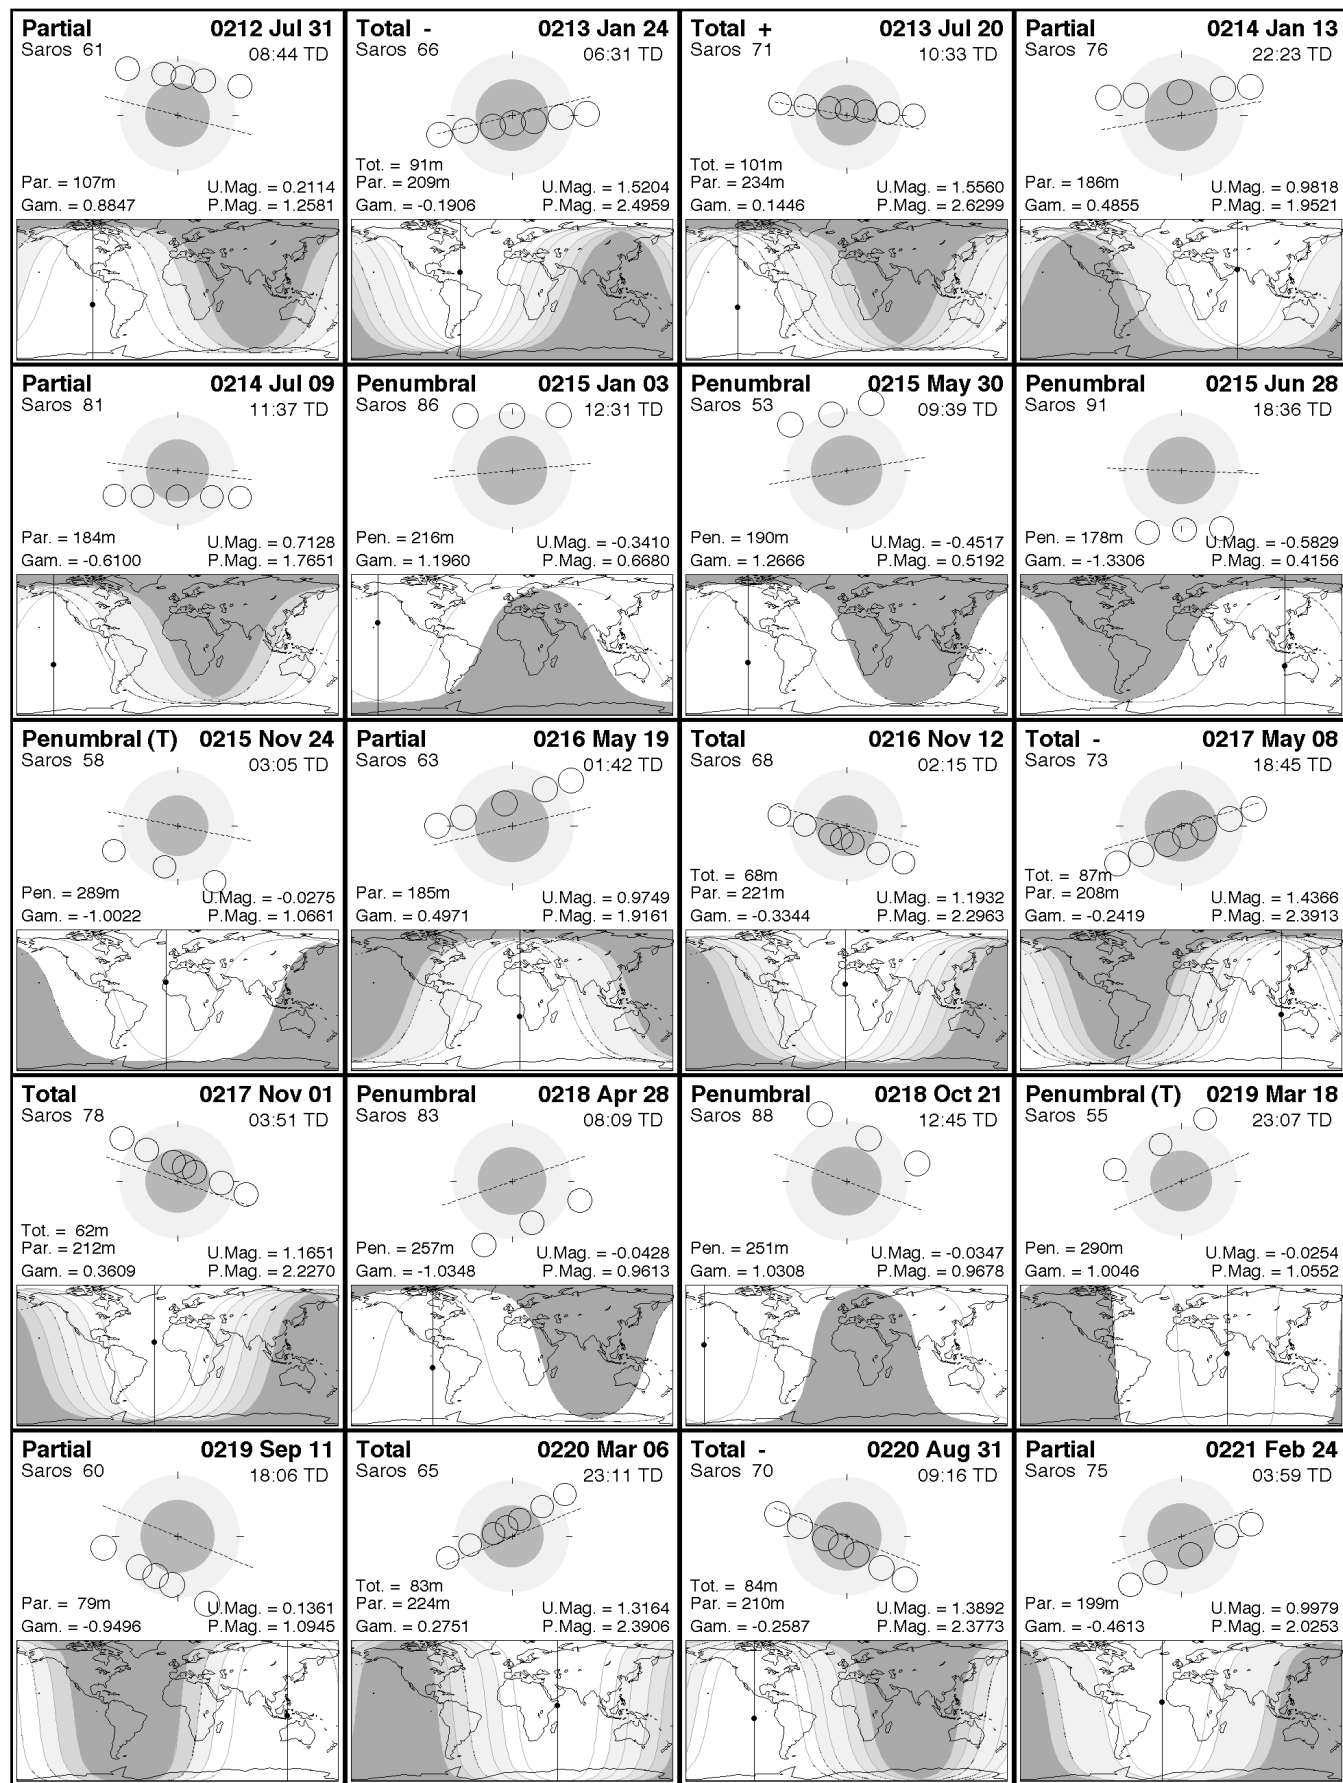 Partial 0212 Jul 31
Saros 61 08:44 TD
Par. = 107m U.Mag. = 0.2114
Gam. = 0.8847 P.Mag. = 1.2581
Total - 0213 Jan 24
Saros 66 06:31 TD
Tot. = 91m
Par. = 209m U.Mag. = 1.5204
Gam. = -0.1906 P.Mag. = 2.4959
Total + 0213 Jul 20
Saros 71 10:33 TD
Tot. = 101m
Par. = 234m U.Mag. = 1.5560
Gam. = 0.1446 P.Mag. = 2.6299
Partial 0214 Jan 13
Saros 76 22:23 TD
Par. = 186m U.Mag. = 0.9818
Gam. = 0.4855 P.Mag. = 1.9521
Partial 0214 Jul 09
Saros 81 11:37 TD
Par. = 184m U.Mag. = 0.7128
Gam. = -0.6100 P.Mag. = 1.7651
Penumbral 0215 Jan 03
Saros 86 12:31 TD
Pen. = 216m U.Mag. = -0.3410
Gam. = 1.1960 P.Mag. = 0.6680
Penumbral 0215 May 30
Saros 53 09:39 TD
Pen. = 190m U.Mag. = -0.4517
Gam. = 1.2666 P.Mag. = 0.5192
Penumbral 0215 Jun 28
Saros 91 18:36 TD
Pen. = 178m U.Mag. = -0.5829
Gam. = -1.3306 P.Mag. = 0.4156
Penumbral (T) 0215 Nov 24
Saros 58 03:05 TD
Pen. = 289m U.Mag. = -0.0275
Gam. = -1.0022 P.Mag. = 1.0661
Partial 0216 May 19
Saros 63 01:42 TD
Par. = 185m U.Mag. = 0.9749
Gam. = 0.4971 P.Mag. = 1.9161
Total 0216 Nov 12
Saros 68 02:15 TD
Tot. = 68m
Par. = 221m U.Mag. = 1.1932
Gam. = -0.3344 P.Mag. = 2.2963
Total - 0217 May 08
Saros 73 18:45 TD
Tot. = 87m
Par. = 208m U.Mag. = 1.4366
Gam. = -0.2419 P.Mag. = 2.3913
Total 0217 Nov 01
Saros 78 03:51 TD
Tot. = 62m
Par. = 212m U.Mag. = 1.1651
Gam. = 0.3609 P.Mag. = 2.2270
Penumbral 0218 Apr 28
Saros 83 08:09 TD
Pen. = 257m U.Mag. = -0.0428
Gam. = -1.0348 P.Mag. = 0.9613
Penumbral 0218 Oct 21
Saros 88 12:45 TD
Pen. = 251m U.Mag. = -0.0347
Gam. = 1.0308 P.Mag. = 0.9678
Penumbral (T) 0219 Mar 18
Saros 55 23:07 TD
Pen. = 290m U.Mag. = -0.0254
Gam. = 1.0046 P.Mag. = 1.0552
Partial 0219 Sep 11
Saros 60 18:06 TD
Par. = 79m U.Mag. = 0.1361
Gam. = -0.9496 P.Mag. = 1.0945
Total 0220 Mar 06
Saros 65 23:11 TD
Tot. = 83m
Par. = 224m U.Mag. = 1.3164
Gam. = 0.2751 P.Mag. = 2.3906
Total - 0220 Aug 31
Saros 70 09:16 TD
Tot. = 84m
Par. = 210m U.Mag. = 1.3892
Gam. = -0.2587 P.Mag. = 2.3773
Partial 0221 Feb 24
Saros 75 03:59 TD
Par. = 199m U.Mag. = 0.9979
Gam. = -0.4613 P.Mag. = 2.0253